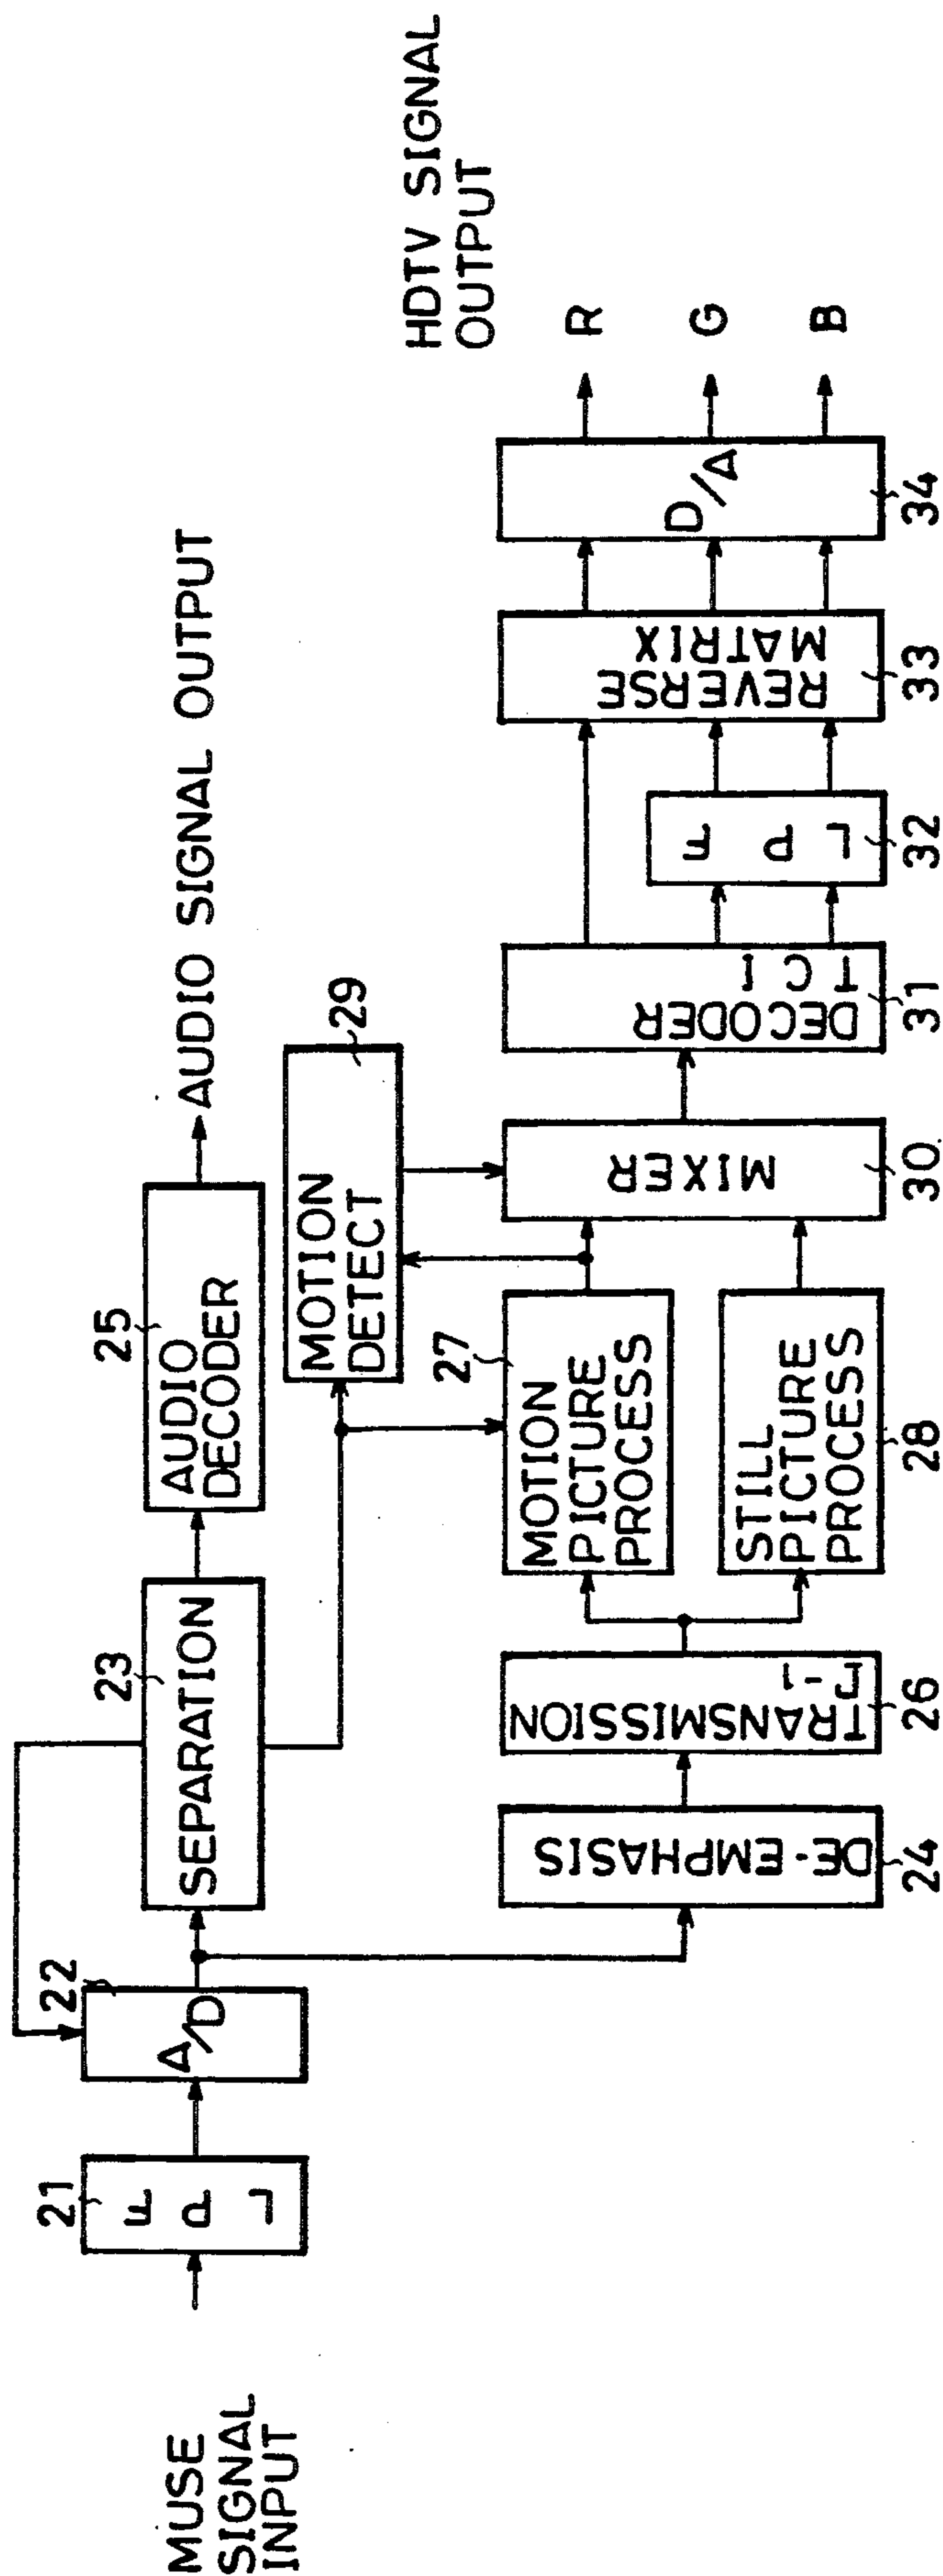 MUSE
SIGNAL
INPUT
21
L P F
22
A/D
23
SEPARATION
25
AUDIO
DECODER
AUDIO SIGNAL OUTPUT
29
MOTION
DETECT
24
DE-EMPHASIS
26
TRANSMISSION
Γ-1
27
MOTION
PICTURE
PROCESS
28
STILL
PICTURE
PROCESS
30
MIXER
31
T C I
DECODER
32
L P F
33
REVERSE
MATRIX
34
D/A
HDTV SIGNAL
OUTPUT
R
G
B